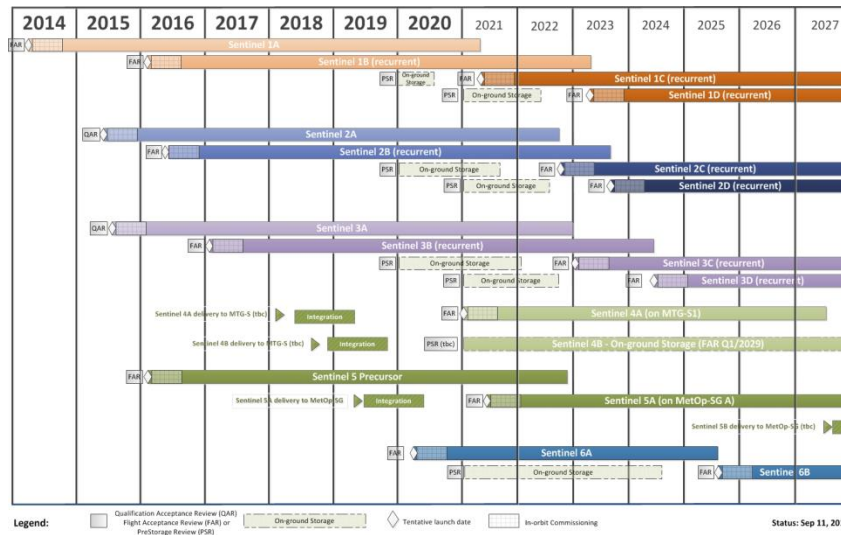 2014 2015 2016 2017 2018 2019 2020 2021 2022 2023 2024 2025 2026 2027
FAR Sentinel 1A
FAR Sentinel 1B (recurrent)
PSR On-ground Storage FAR Sentinel 1C (recurrent)
PSR On-ground Storage FAR Sentinel 1D (recurrent)
QAR Sentinel 2A
FAR Sentinel 2B (recurrent)
PSR On-ground Storage FAR Sentinel 2C (recurrent)
PSR On-ground Storage FAR Sentinel 2D (recurrent)
QAR Sentinel 3A
FAR Sentinel 3B (recurrent)
PSR On-ground Storage FAR Sentinel 3C (recurrent)
PSR On-ground Storage FAR Sentinel 3D (recurrent)
Sentinel 4A delivery to MTG-S (tbc) Integration FAR Sentinel 4A (on MTG-S1)
Sentinel 4B delivery to MTG-S (tbc) Integration PSR (tbc) Sentinel 4B - On-ground Storage (FAR Q1/2029)
FAR Sentinel 5 Precursor
Sentinel 5A delivery to MetOp-SG Integration FAR Sentinel 5A (on MetOp-SG A)
Sentinel 5B delivery to MetOp-SG (tbc)
FAR Sentinel 6A
PSR On-ground Storage FAR Sentinel 6B
Legend:
Qualification Acceptance Review (QAR)
Flight Acceptance Review (FAR) or
PreStorage Review (PSR)
On-ground Storage
Tentative launch date
In-orbit Commissioning
Status: Sep 11, 201